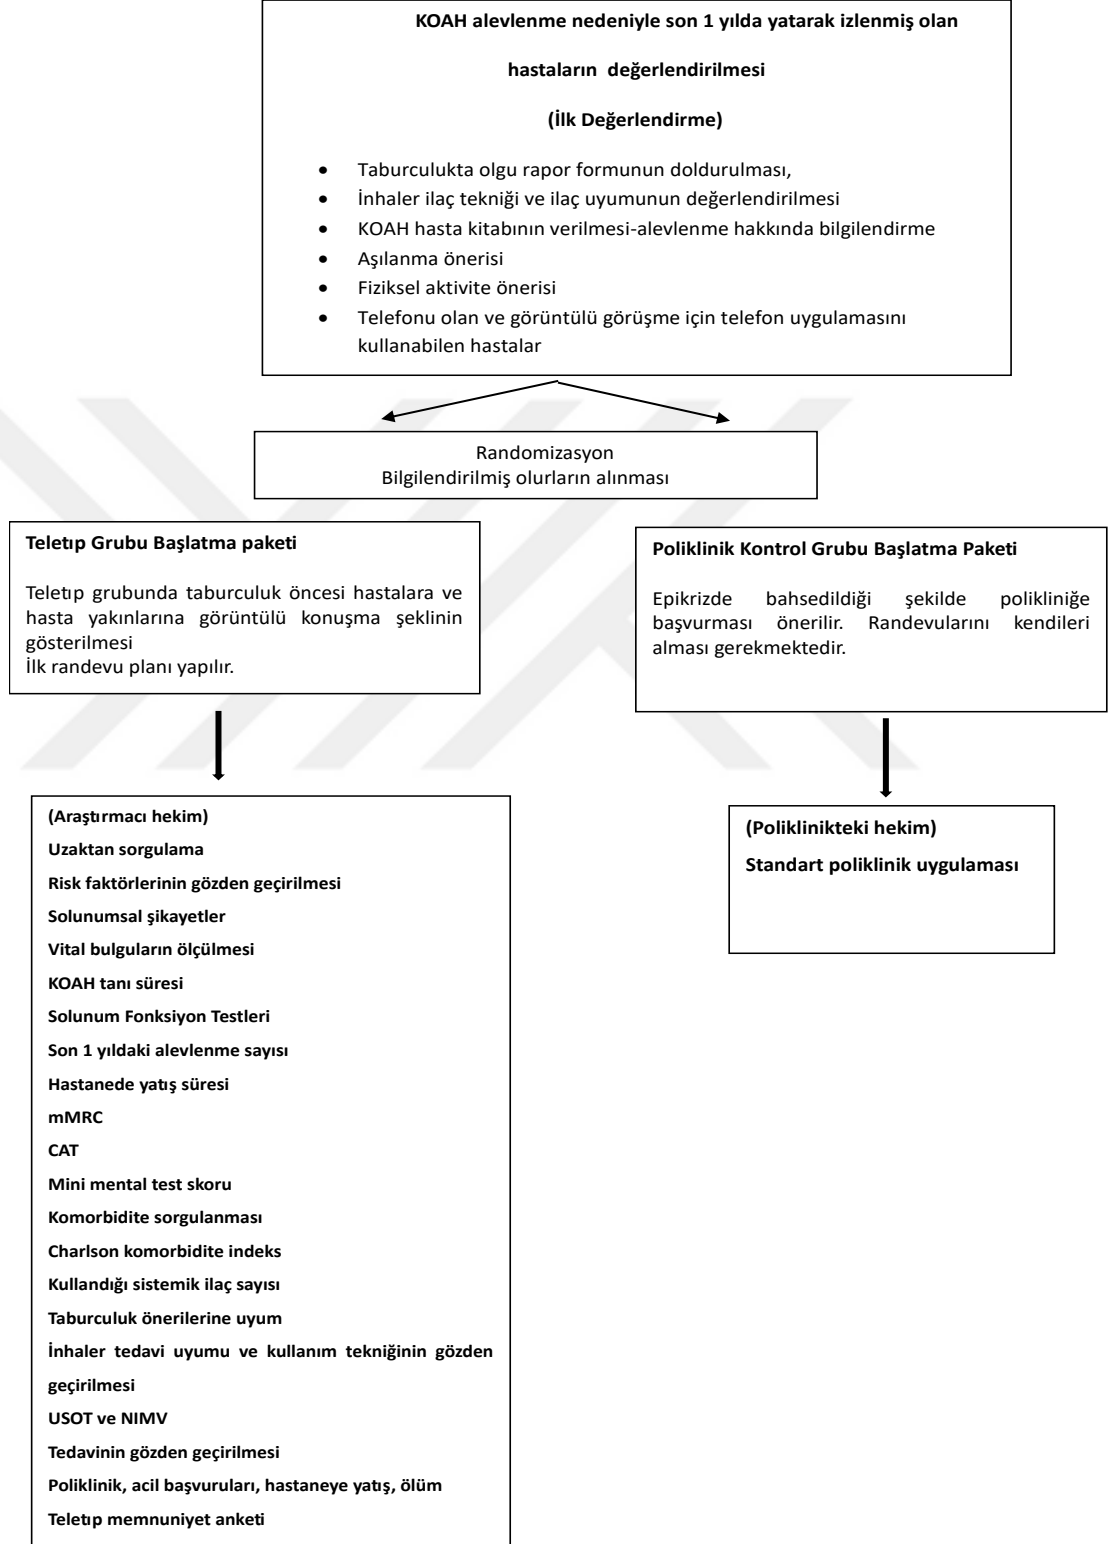 KOAH alevlenme nedeniyle son 1 yılda yatarak izlenmiş olan
hastaların değerlendirilmesi
(İlk Değerlendirme)
• Taburculukta olgu rapor formunun doldurulması,
• İnhaler ilaç tekniği ve ilaç uyumunun değerlendirilmesi
• KOAH hasta kitabının verilmesi-alevlenme hakkında bilgilendirme
• Aşılanma önerisi
• Fiziksel aktivite önerisi
• Telefonu olan ve görüntülü görüşme için telefon uygulamasını
kullanabilen hastalar
Randomizasyon
Bilgilendirilmiş olurların alınması
Teletıp Grubu Başlatma paketi
Teletıp grubunda taburculuk öncesi hastalara ve
hasta yakınlarına görüntülü konuşma şeklinin
gösterilmesi
İlk randevu planı yapılır.
Poliklinik Kontrol Grubu Başlatma Paketi
Epikrizde bahsedildiği şekilde polikliniğe
başvurması önerilir. Randevularını kendileri
alması gerekmektedir.
(Araştırmacı hekim)
Uzaktan sorgulama
Risk faktörlerinin gözden geçirilmesi
Solunumsal şikayetler
Vital bulguların ölçülmesi
KOAH tanı süresi
Solunum Fonksiyon Testleri
Son 1 yıldaki alevlenme sayısı
Hastanede yatış süresi
mMRC
CAT
Mini mental test skoru
Komorbidite sorgulanması
Charlson komorbidite indeks
Kullandığı sistemik ilaç sayısı
Taburculuk önerilerine uyum
İnhaler tedavi uyumu ve kullanım tekniğinin gözden
geçirilmesi
USOT ve NIMV
Tedavinin gözden geçirilmesi
Poliklinik, acil başvuruları, hastaneye yatış, ölüm
Teletıp memnuniyet anketi
(Poliklinikteki hekim)
Standart poliklinik uygulaması